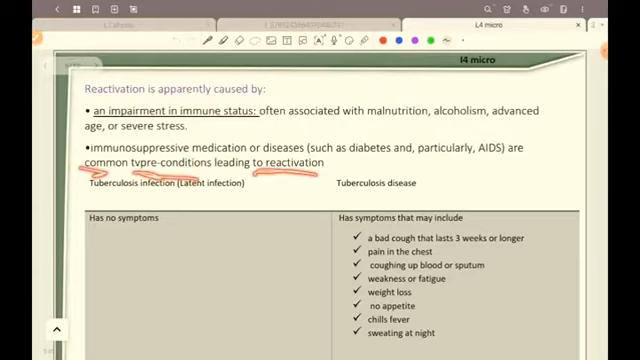 L4 micro
L4 micro
Reactivation is apparently caused by:
• an impairment in immune status: often associated with malnutrition, alcoholism, advanced
age, or severe stress.
•immunosuppressive medication or diseases (such as diabetes and, particularly, AIDS) are
common tvpre-conditions leading to reactivation
Tuberculosis infection (Latent infection) Tuberculosis disease
Has no symptoms
Has symptoms that may include
✓ a bad cough that lasts 3 weeks or longer
✓ pain in the chest
✓ coughing up blood or sputum
✓ weakness or fatigue
✓ weight loss
✓ no appetite
✓ chills fever
✓ sweating at night